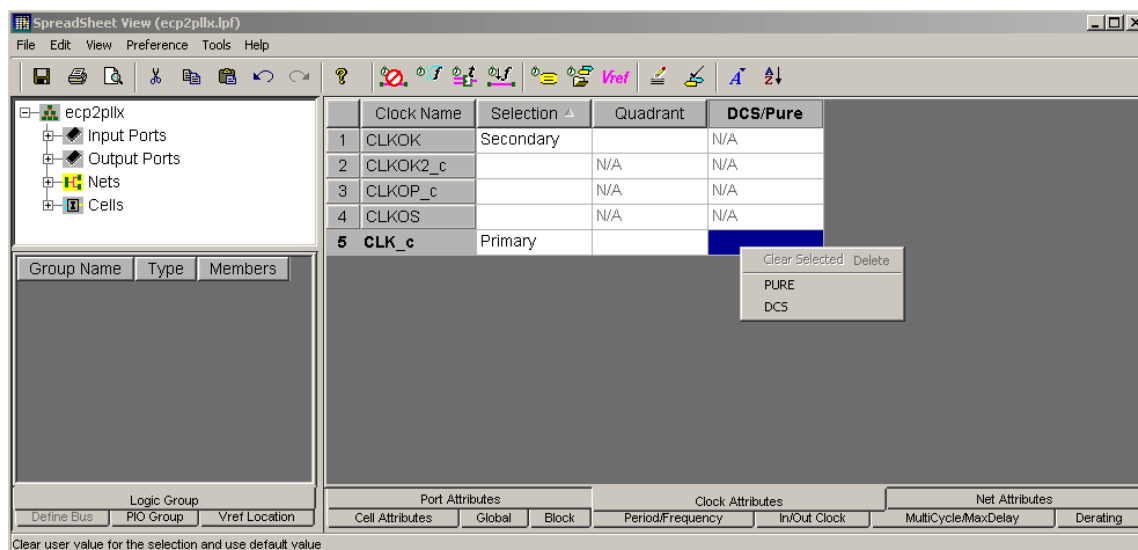 SpreadSheet View (ecp2pllx.lpf)
File Edit View Preference Tools Help
Vref
ecp2pllx
Input Ports
Output Ports
Nets
Cells
Group Name Type Members
Clock Name Selection Quadrant DCS/Pure
1 CLKOK Secondary N/A
2 CLKOK2_c N/A N/A
3 CLKOP_c N/A N/A
4 CLKOS N/A N/A
5 CLK_c Primary
Clear Selected Delete
PURE
DCS
Logic Group
Define Bus PIO Group Vref Location
Port Attributes Clock Attributes Net Attributes
Cell Attributes Global Block Period/Frequency In/Out Clock MultiCycle/MaxDelay Derating
Clear user value for the selection and use default value